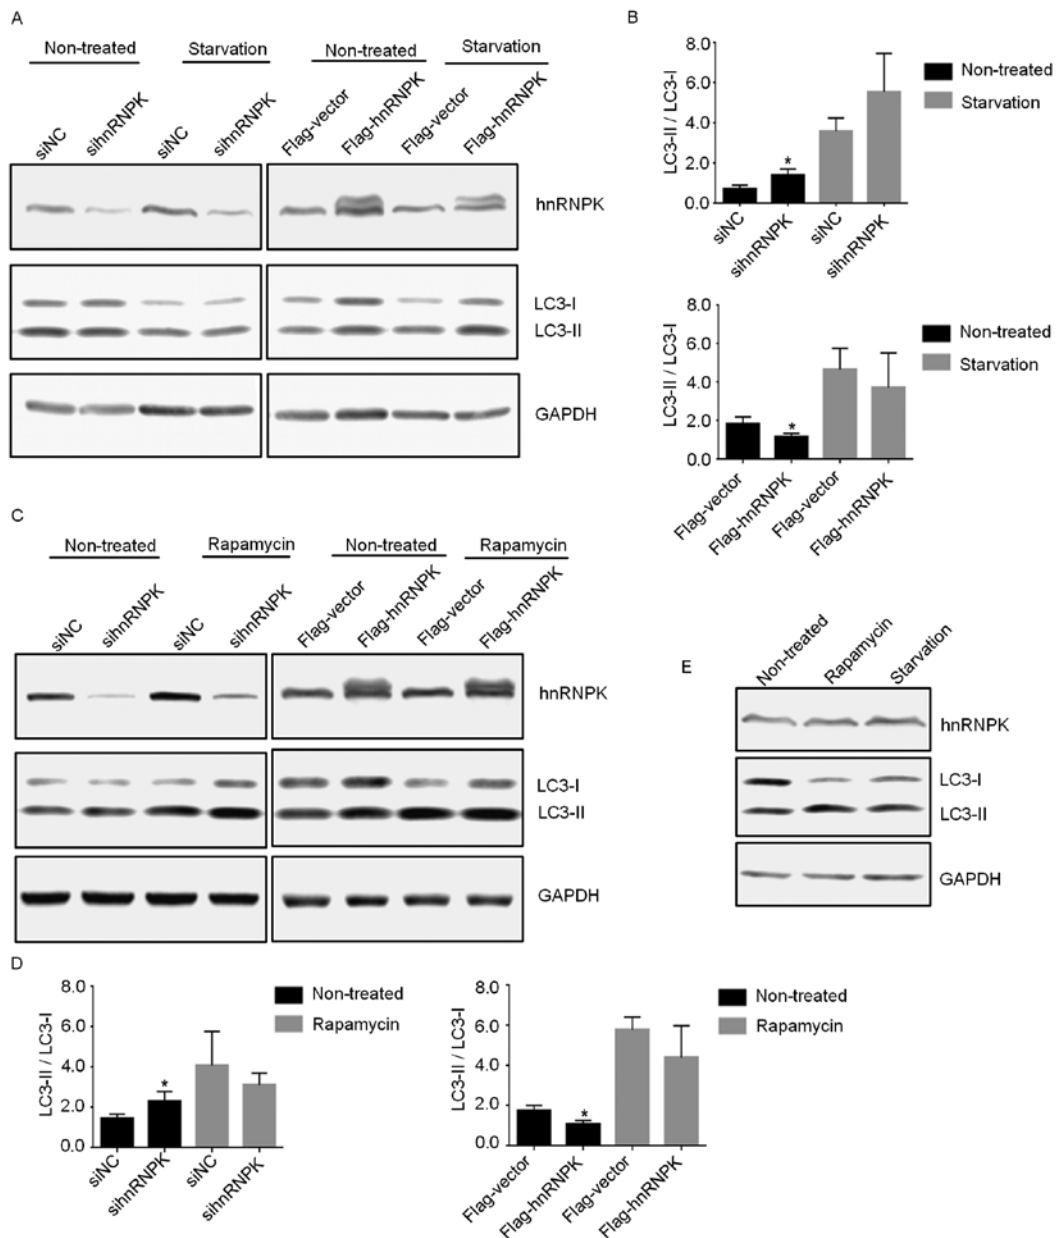 A
Non-treated Starvation Non-treated Starvation
siNC sihnRNPK siNC sihnRNPK Flag-vector Flag-hnRNPK Flag-vector Flag-hnRNPK
hnRNPK
LC3-I
LC3-II
GAPDH
B
8.0
6.0
4.0
2.0
0.0
LC3-II / LC3-I
Non-treated
Starvation
siNC sihnRNPK siNC sihnRNPK
*
8.0
6.0
4.0
2.0
0.0
LC3-II / LC3-I
Non-treated
Starvation
*
Flag-vector Flag-hnRNPK Flag-vector Flag-hnRNPK
C
Non-treated Rapamycin Non-treated Rapamycin
siNC sihnRNPK siNC sihnRNPK Flag-vector Flag-hnRNPK Flag-vector Flag-hnRNPK
hnRNPK
LC3-I
LC3-II
GAPDH
E
Non-treated Rapamycin Starvation
hnRNPK
LC3-I
LC3-II
GAPDH
D
8.0
6.0
4.0
2.0
0.0
LC3-II / LC3-I
Non-treated
Rapamycin
*
siNC sihnRNPK siNC sihnRNPK
8.0
6.0
4.0
2.0
0.0
LC3-II / LC3-I
Non-treated
Rapamycin
*
Flag-vector Flag-hnRNPK Flag-vector Flag-hnRNPK